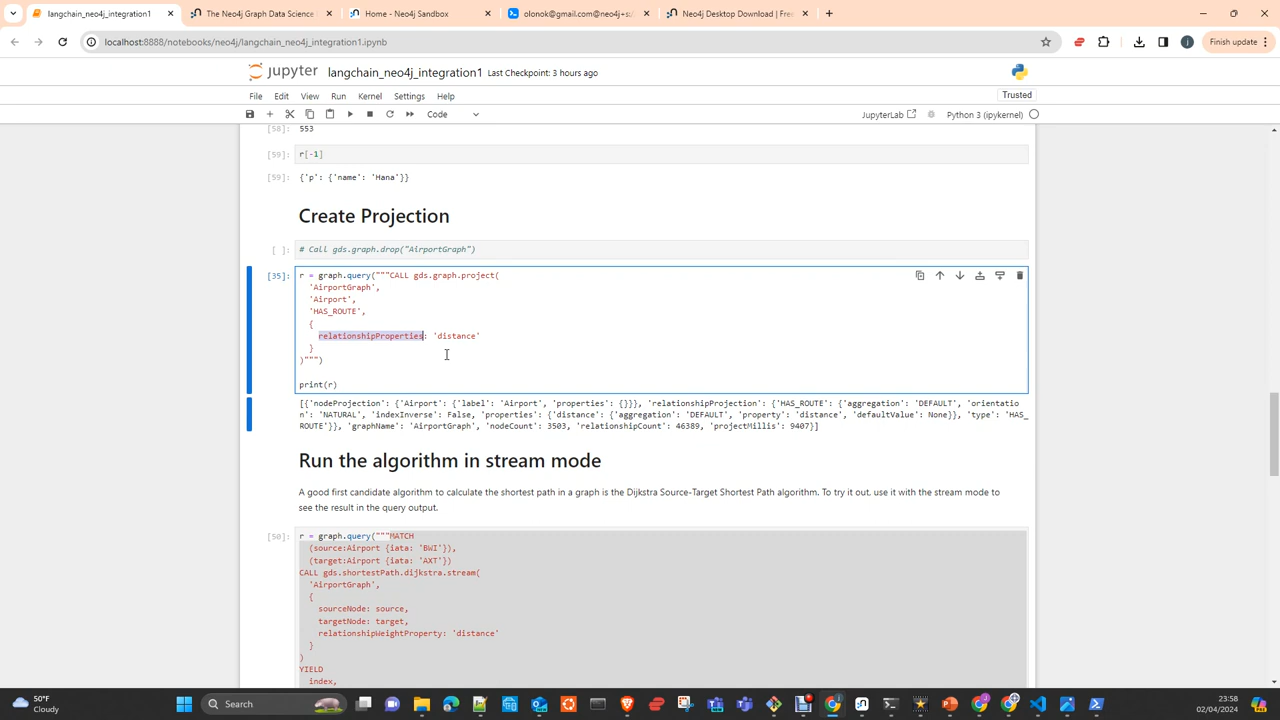 langchain_neo4j_integration1
The Neo4j Graph Data Science
Home - Neo4j Sandbox
olonok@gmail.com@neo4j+s:/
Neo4j Desktop Download | Free
localhost:8888/notebooks/neo4j/langchain_neo4j_integration1.ipynb
Finish update
jupyter langchain_neo4j_integration1 Last Checkpoint: 3 hours ago
File Edit View Run Kernel Settings Help
Trusted
Code
JupyterLab
Python 3 (ipykernel)
[58]: 553
[59]: r[-1]
[59]: {'p': {'name': 'Hana'}}
Create Projection
[ ]: # Call gds.graph.drop("AirportGraph")
[35]: r = graph.query("""CALL gds.graph.project(
'AirportGraph',
'Airport',
'HAS_ROUTE',
{
relationshipProperties: 'distance'
}
)""")
print(r)
[{'nodeProjection': {'Airport': {'label': 'Airport', 'properties': {}}}, 'relationshipProjection': {'HAS_ROUTE': {'aggregation': 'DEFAULT', 'orientatio
n': 'NATURAL', 'indexInverse': False, 'properties': {'distance': {'aggregation': 'DEFAULT', 'property': 'distance', 'defaultValue': None}}, 'type': 'HAS_
ROUTE'}}, 'graphName': 'AirportGraph', 'nodeCount': 3503, 'relationshipCount': 46389, 'projectMillis': 9407}]
Run the algorithm in stream mode
A good first candidate algorithm to calculate the shortest path in a graph is the Dijkstra Source-Target Shortest Path algorithm. To try it out, use it with the stream mode to
see the result in the query output.
[50]: r = graph.query("""MATCH
(source:Airport {iata: 'BWI'}),
(target:Airport {iata: 'AXT'})
CALL gds.shortestPath.dijkstra.stream(
'AirportGraph',
{
sourceNode: source,
targetNode: target,
relationshipWeightProperty: 'distance'
}
)
YIELD
index,
50°F
Cloudy
Search
23:58
02/04/2024